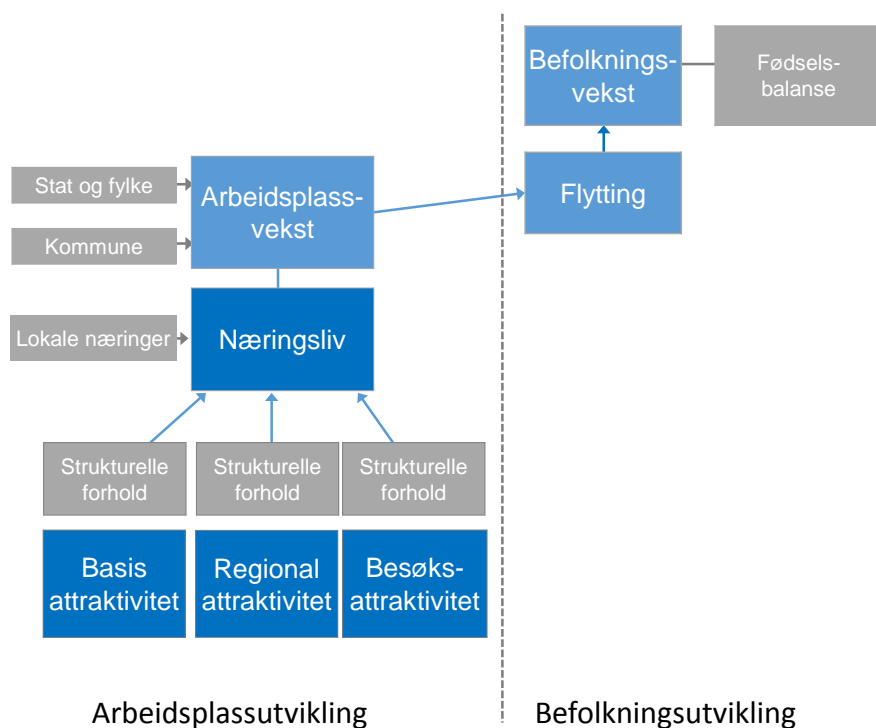 Befolknings-
vekst
Fødsels-
balanse
Stat og fylke
Arbeidsplass-
vekst
Flytting
Kommune
Lokale næringer
Næringsliv
Strukturelle
forhold
Strukturelle
forhold
Strukturelle
forhold
Basis
attraktivitet
Regional
attraktivitet
Besøks-
attraktivitet
Arbeidsplassutvikling
Befolkningsutvikling